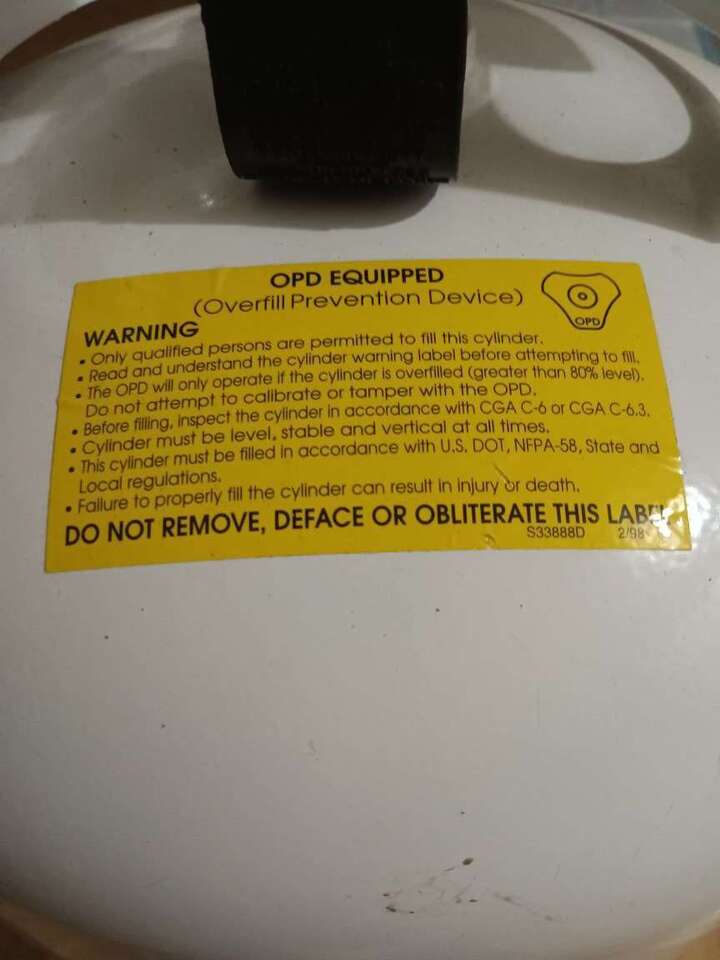 OPD EQUIPPED
(Overfill Prevention Device)
OPD
WARNING
• Only qualified persons are permitted to fill this cylinder.
• Read and understand the cylinder warning label before attempting to fill.
• The OPD will only operate if the cylinder is overfilled (greater than 80% level).
Do not attempt to calibrate or tamper with the OPD.
• Before filling, inspect the cylinder in accordance with CGA C-6 or CGA C-6.3.
• Cylinder must be level, stable and vertical at all times.
• This cylinder must be filled in accordance with U.S. DOT, NFPA-58, State and
Local regulations.
• Failure to properly fill the cylinder can result in injury or death.
DO NOT REMOVE, DEFACE OR OBLITERATE THIS LABEL
S33888D 2/98